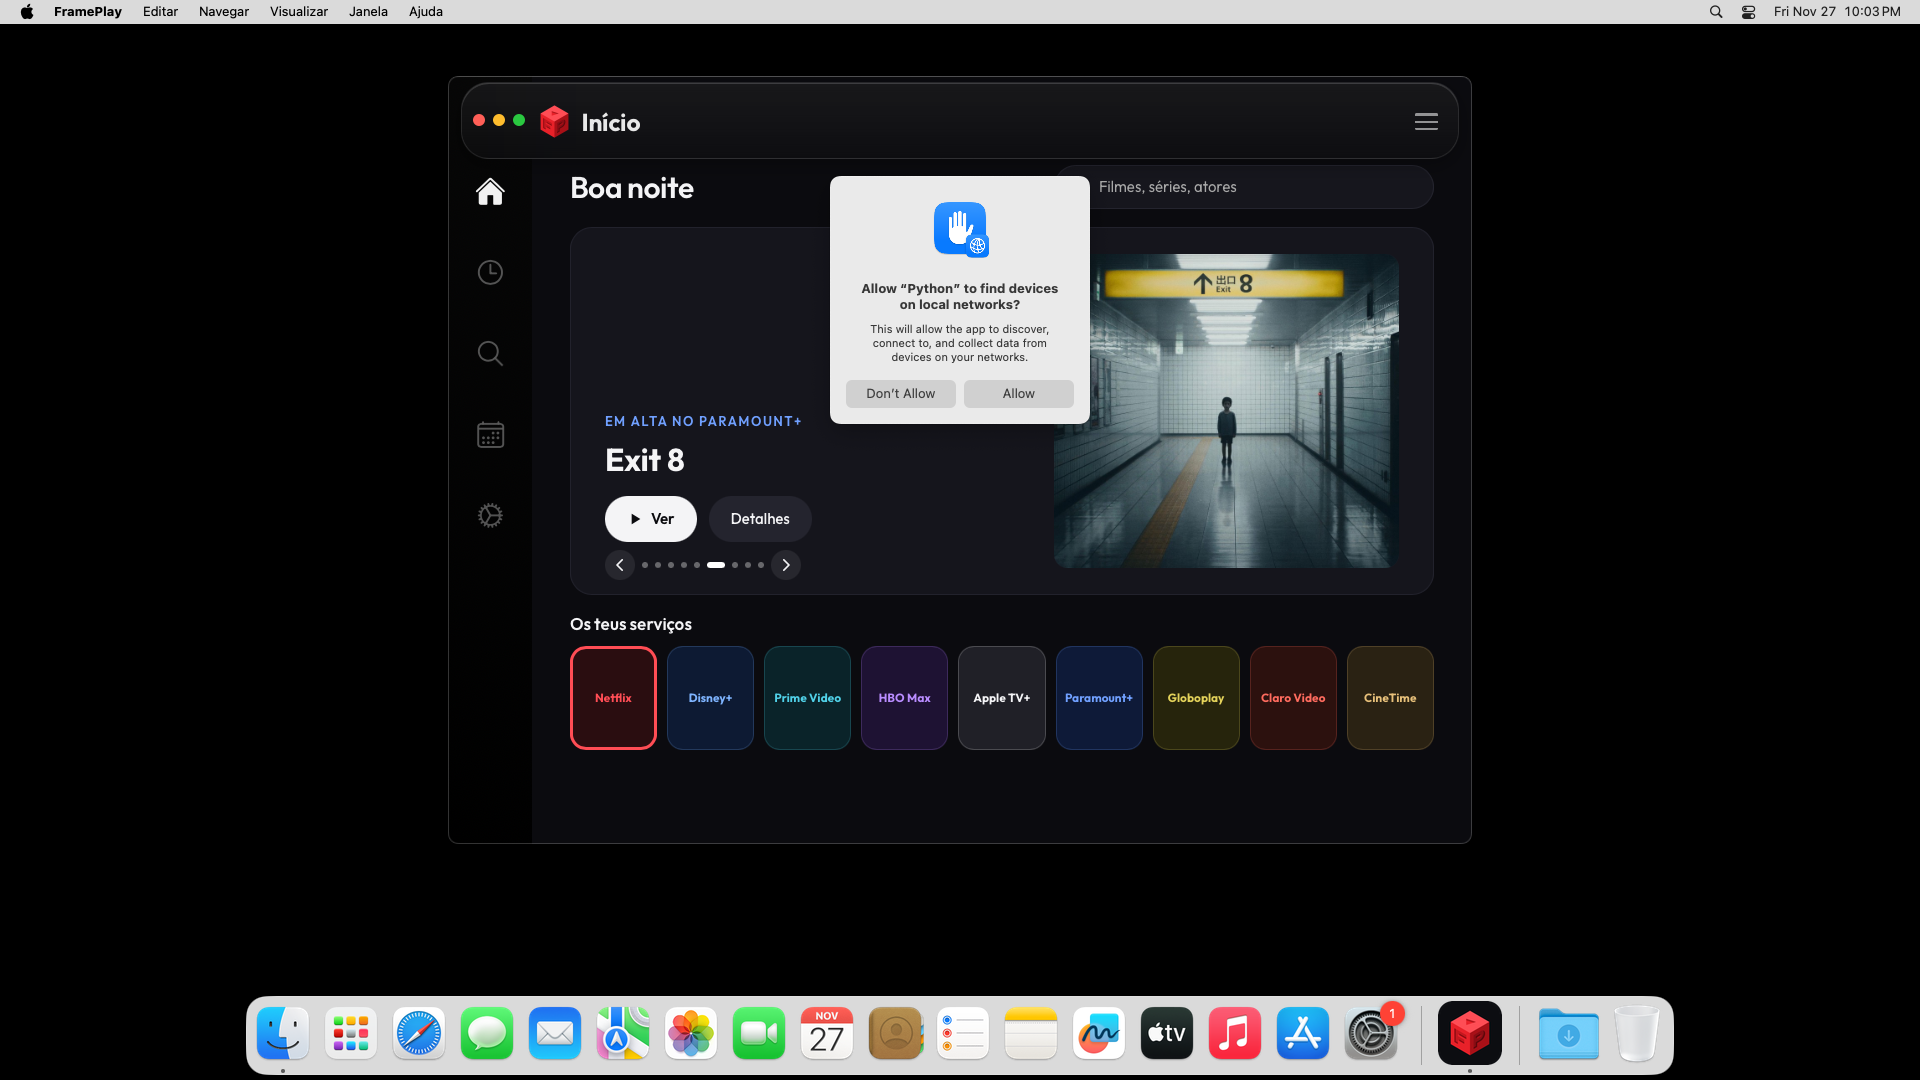 FramePlay Editar Navegar Visualizar Janela Ajuda Fri Nov 27 10:03 PM
Início
Boa noite
Filmes, séries, atores
Allow “Python” to find devices
on local networks?
This will allow the app to discover,
connect to, and collect data from
devices on your networks.
Don’t Allow Allow
出口
Exit 8
EM ALTA NO PARAMOUNT+
Exit 8
Ver Detalhes
Os teus serviços
Netflix Disney+ Prime Video HBO Max Apple TV+ Paramount+ Globoplay Claro Video CineTime
NOV
27
tv
1